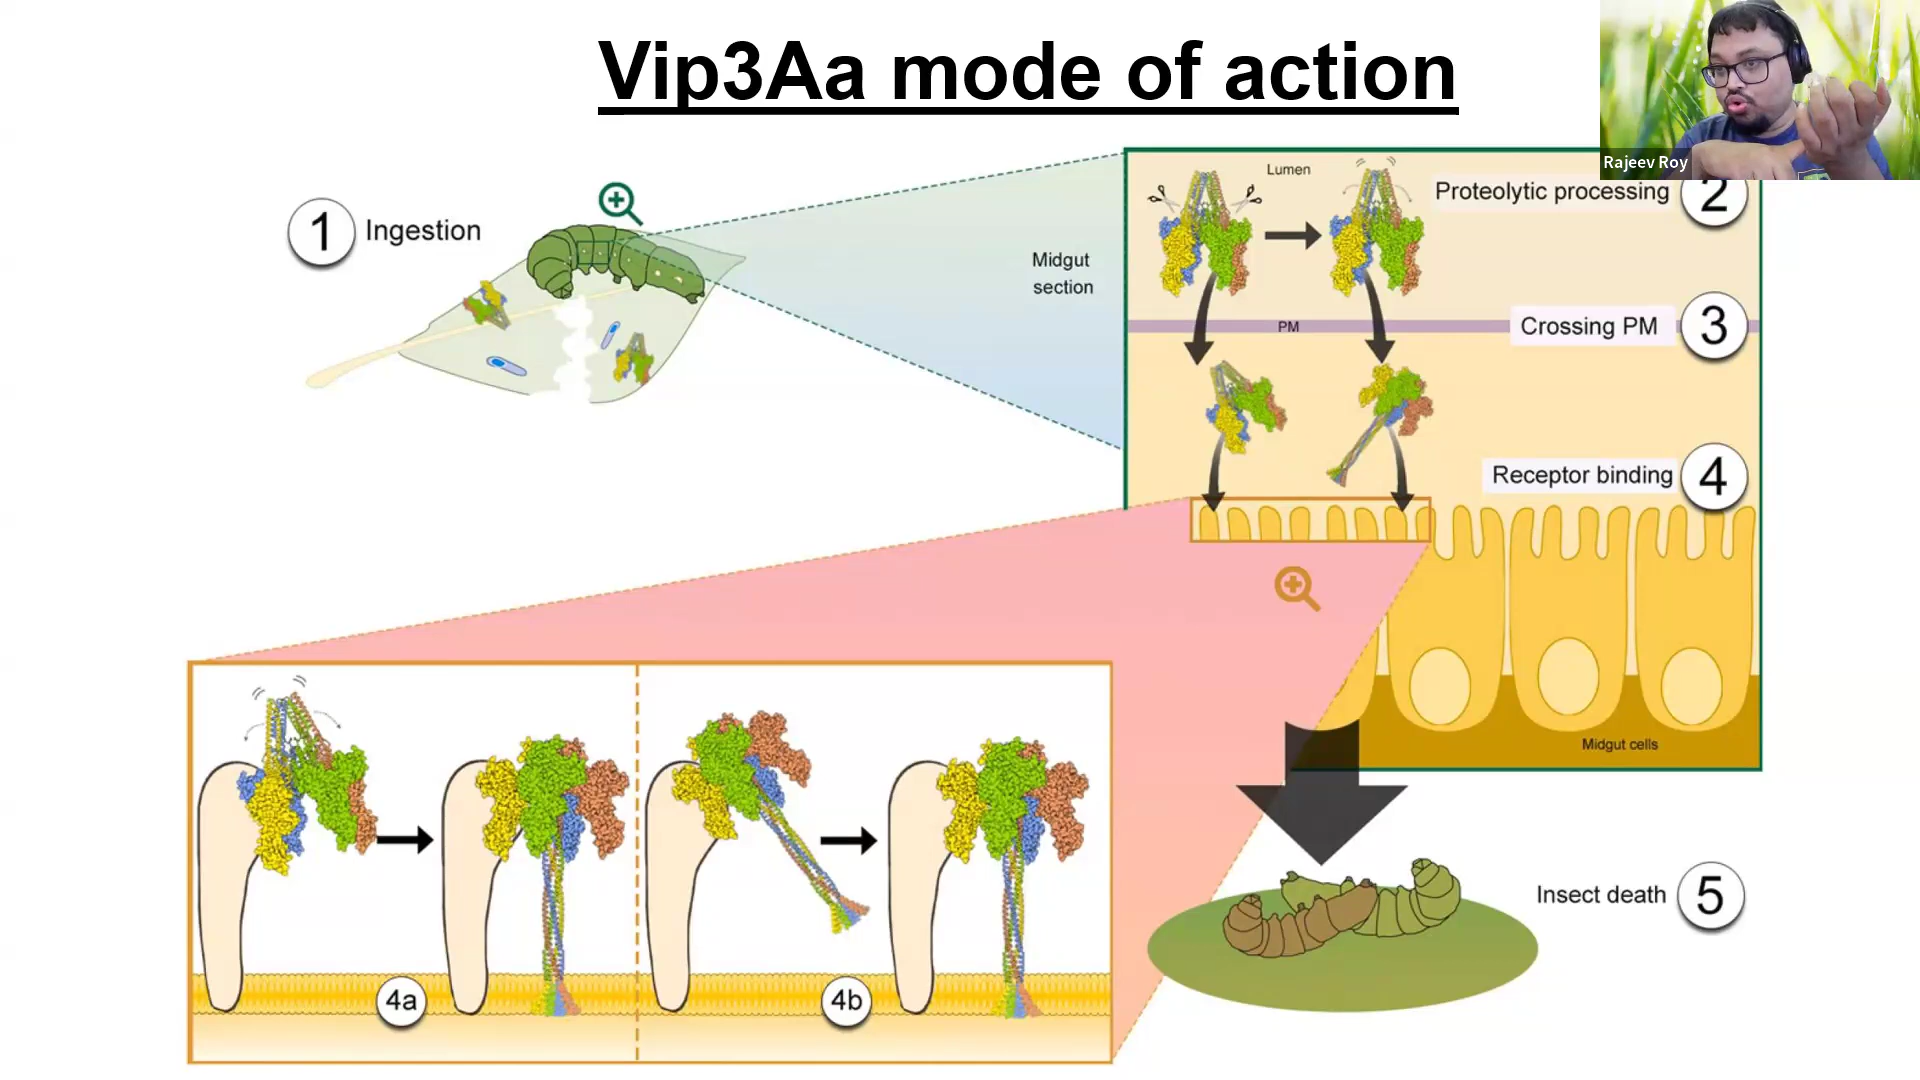 Vip3Aa mode of action
Rajeev Roy
1 Ingestion
Midgut
section
Lumen
Proteolytic processing 2
PM
Crossing PM 3
Receptor binding 4
Midgut cells
4a
4b
Insect death 5